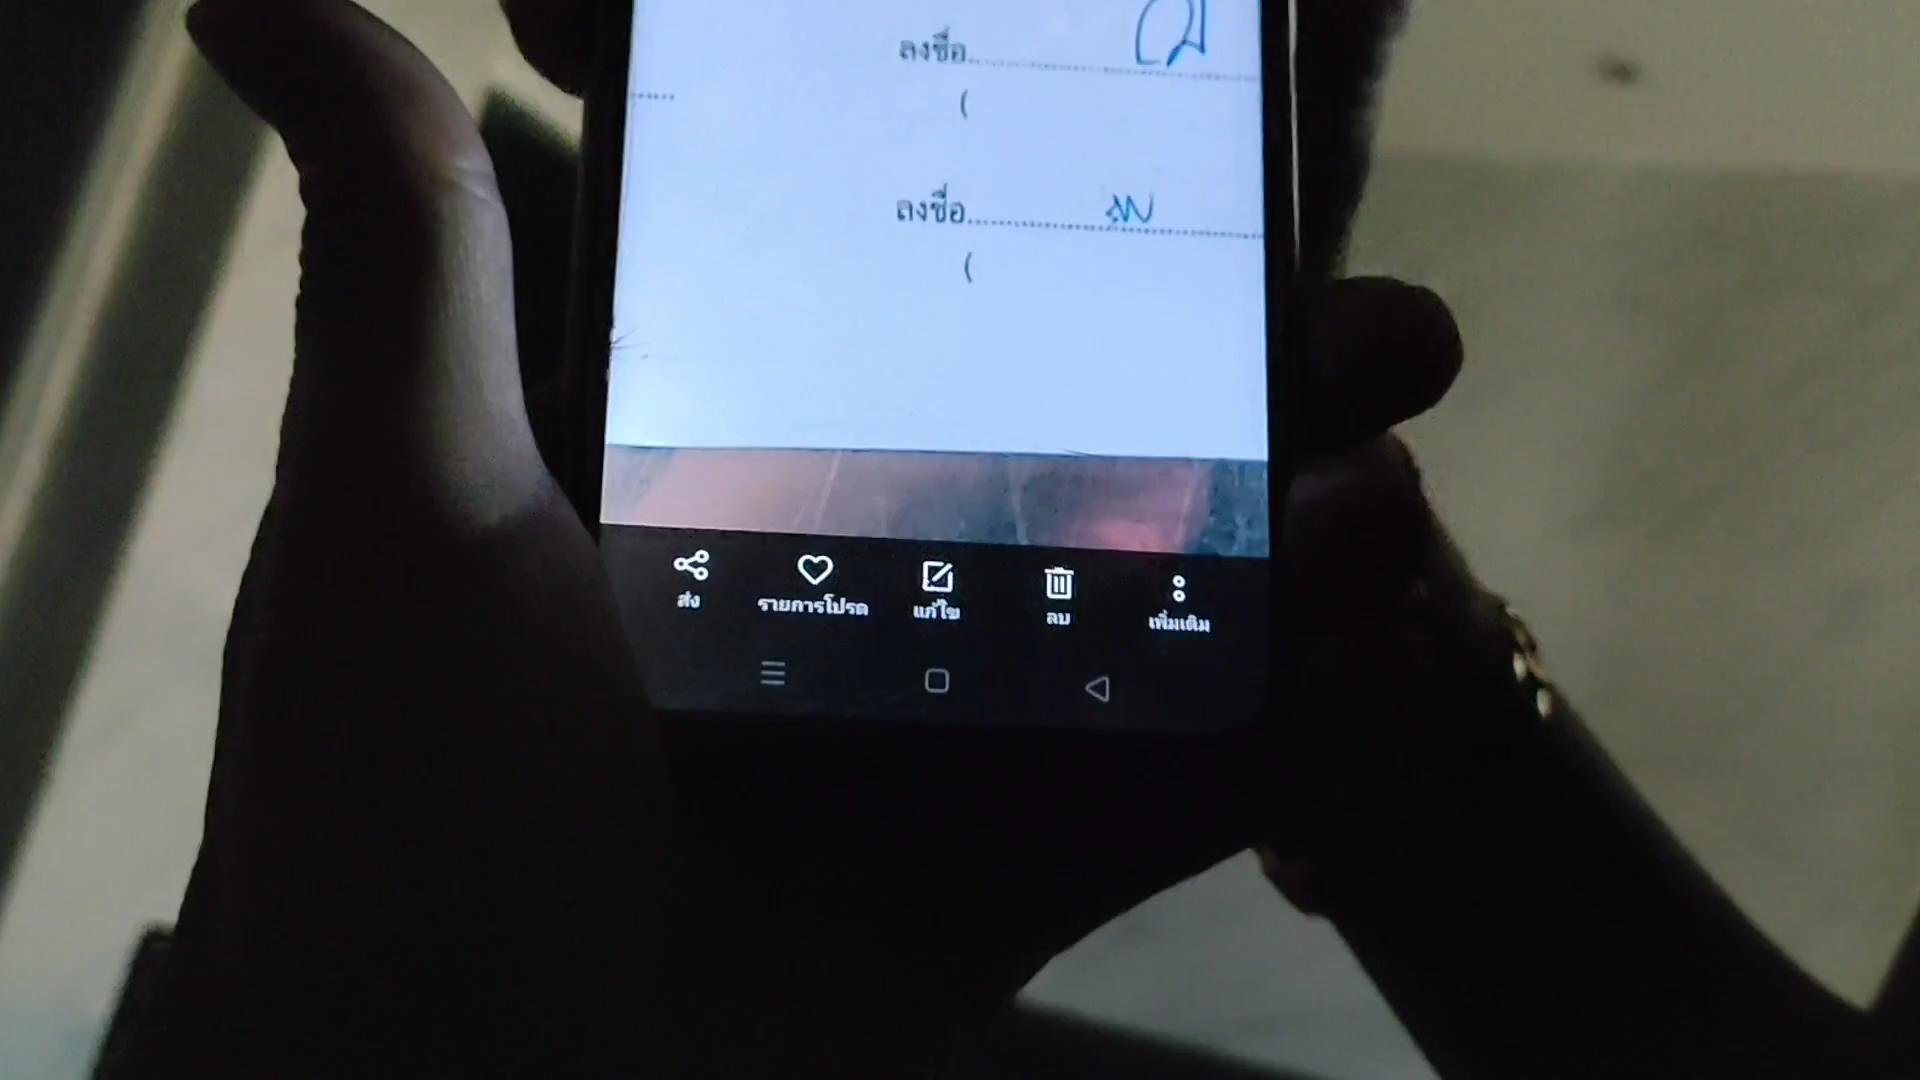 ลงชื่อ
(
ลงชื่อ
(
ส่ง รายการโปรด แก้ไข ลบ เพิ่มเติม